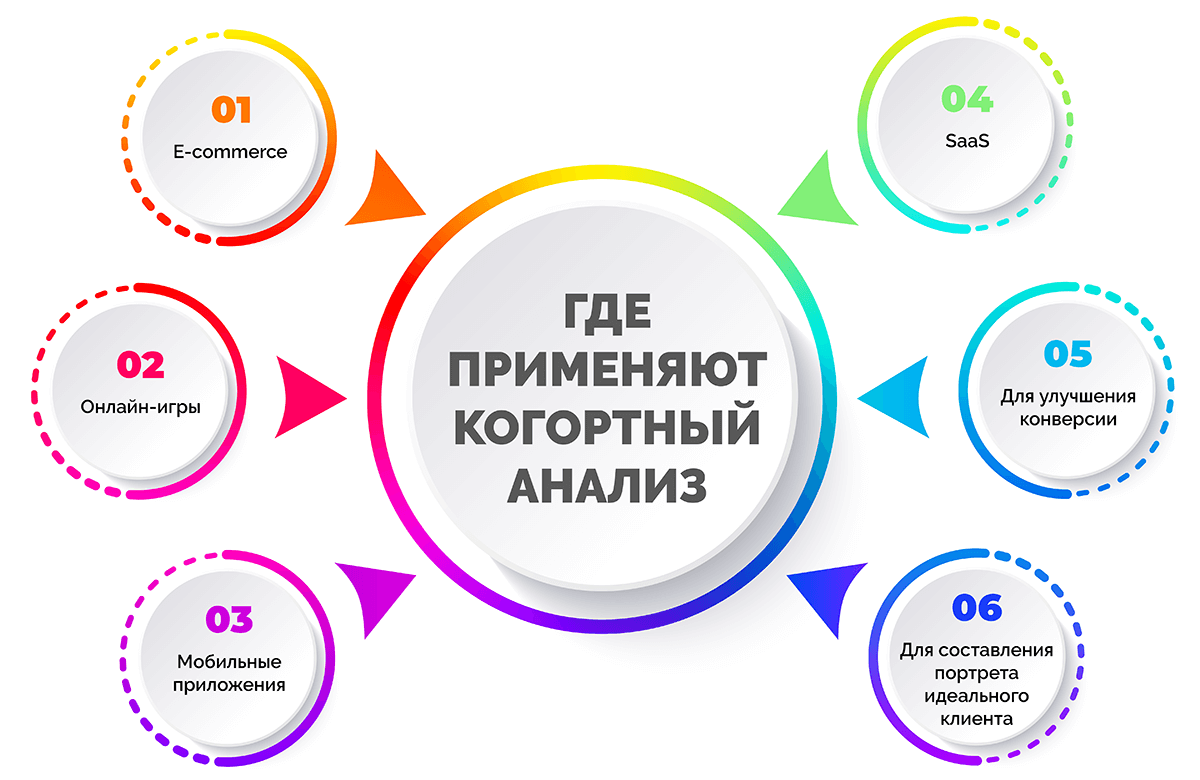 ГДЕ
ПРИМЕНЯЮТ
КОГОРТНЫЙ
АНАЛИЗ
01
E-commerce
02
Онлайн-игры
03
Мобильные
приложения
04
SaaS
05
Для улучшения
конверсии
06
Для составления
портрета
идеального
клиента